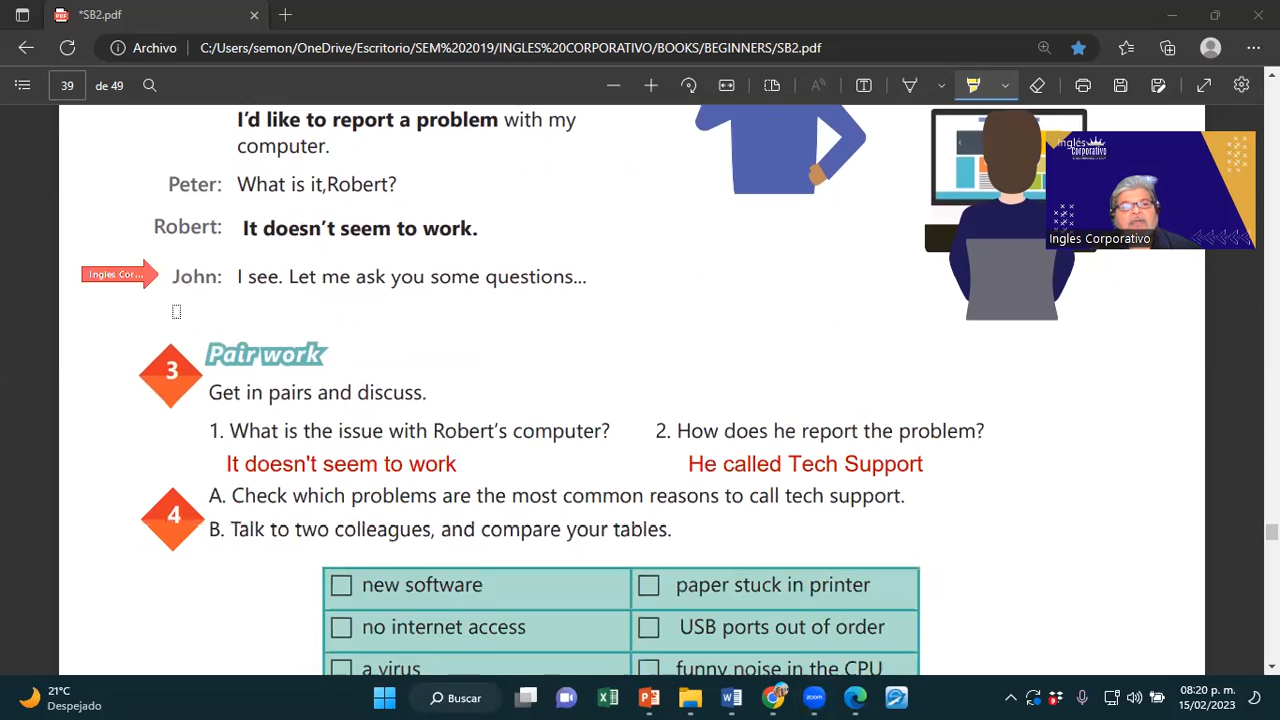 *SB2.pdf
Archivo C:/Users/semon/OneDrive/Escritorio/SEM%202019/INGLES%20CORPORATIVO/BOOKS/BEGINNERS/SB2.pdf
39 de 49
I'd like to report a problem with my
computer.
Peter: What is it,Robert?
Robert: It doesn't seem to work.
Ingles Cor... John: I see. Let me ask you some questions...
Inglés
Corporativo
Ingles Corporativo
3 Pair work
Get in pairs and discuss.
1. What is the issue with Robert's computer? 2. How does he report the problem?
It doesn't seem to work He called Tech Support
4 A. Check which problems are the most common reasons to call tech support.
B. Talk to two colleagues, and compare your tables.
new software paper stuck in printer
no internet access USB ports out of order
a virus funny noise in the CPU
21°C
Despejado
Buscar
08:20 p. m.
15/02/2023